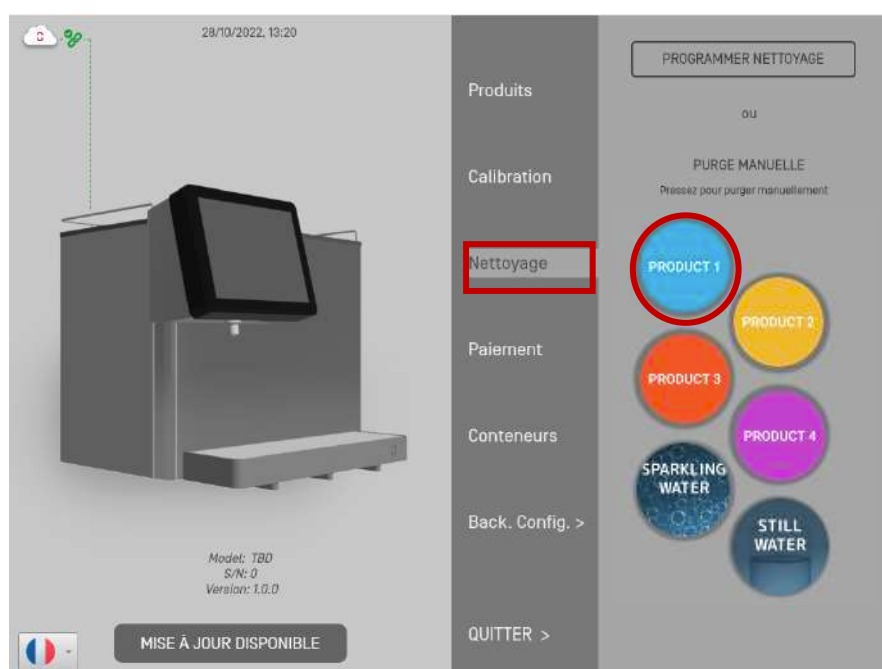 28/10/2022, 13:20
Model: TBD
S/N: 0
Version: 1.0.0
MISE À JOUR DISPONIBLE
Produits
Calibration
Nettoyage
Paiement
Conteneurs
Back. Config. >
QUITTER >
PROGRAMMER NETTOYAGE
ou
PURGE MANUELLE
Pressez pour purger manuellement
PRODUCT 1
PRODUCT 2
PRODUCT 3
PRODUCT 4
SPARKLING
WATER
STILL
WATER